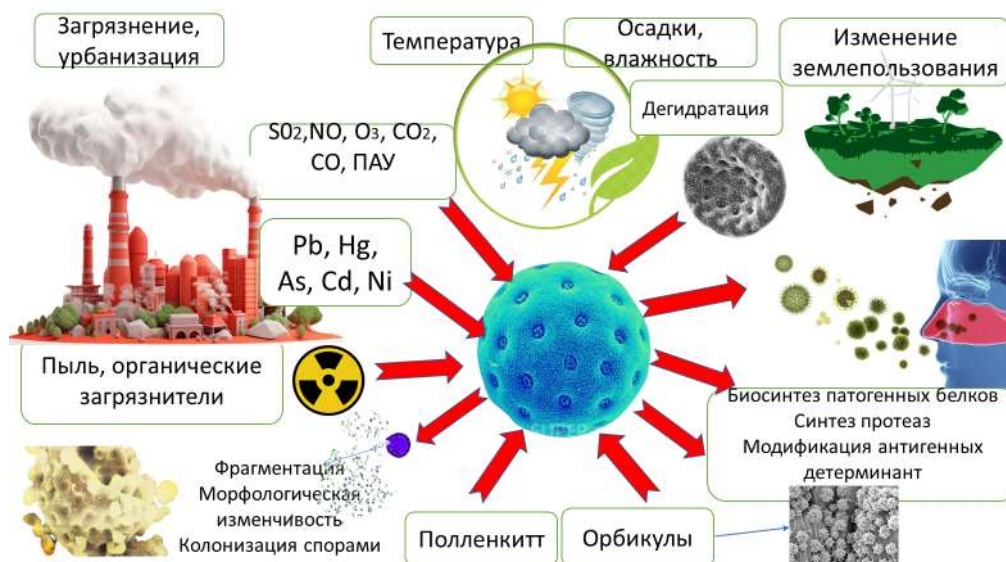 Загрязнение,
урбанизация
Температура
Осадки,
влажность
Изменение
землепользования
Дегидратация
SO2,NO, O3, CO2,
CO, ПАУ
Pb, Hg,
As, Cd, Ni
Пыль, органические
загрязнители
Биосинтез патогенных белков
Синтез протеаз
Модификация антигенных
детерминант
Фрагментация
Морфологическая
изменчивость
Колонизация спорами
Полленкитт
Орбикулы